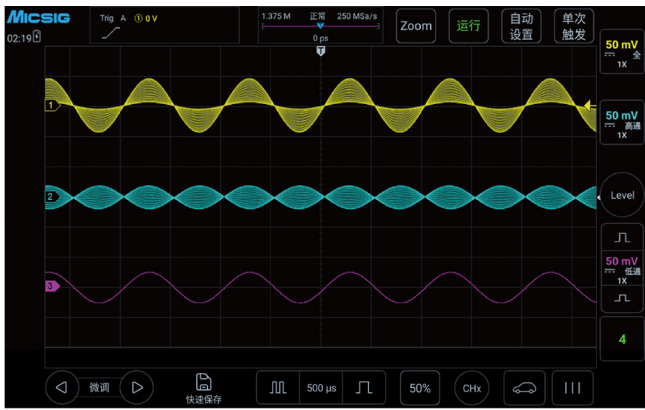 MICSIG
Trig A ① 0 V
1.375 M 正常 250 MSa/s
0 ps
Zoom
运行
自动
设置
单次
触发
02:19
T
50 mV
全
1X
1
50 mV
高通
1X
2
Level
50 mV
低通
1X
3
4
微调
快速保存
500 μs
50%
CHx